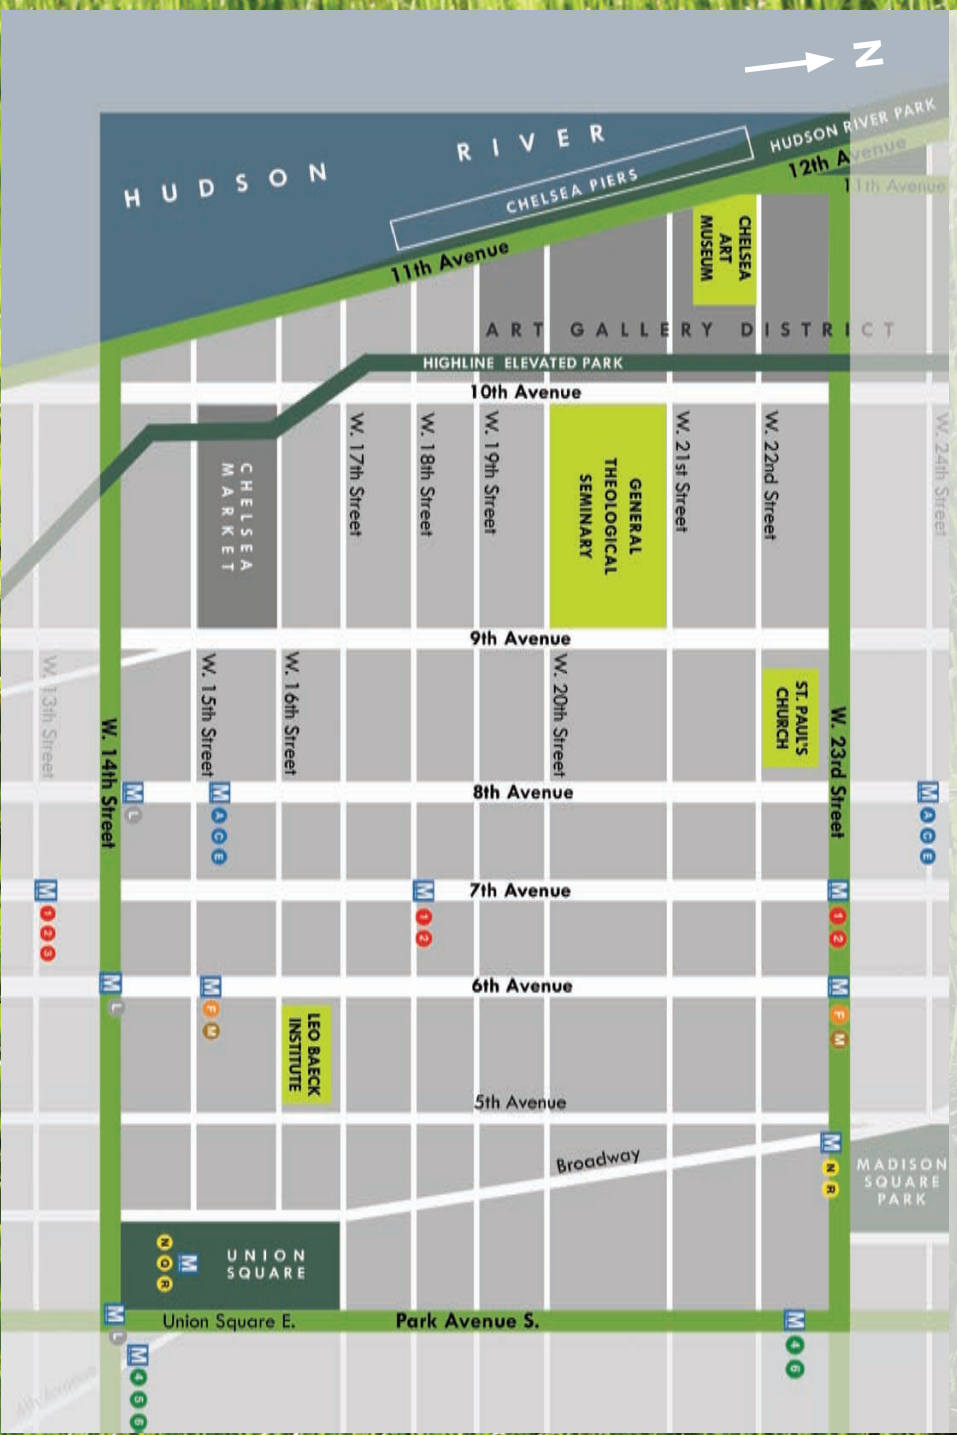 N
HUDSON RIVER
CHELSEA PIERS
HUDSON RIVER PARK
12th Avenue
11th Avenue
11th Avenue
CHELSEA
ART
MUSEUM
ART GALLERY DISTRICT
HIGHLINE ELEVATED PARK
10th Avenue
W. 17th Street
W. 18th Street
W. 19th Street
W. 21st Street
W. 22nd Street
W. 24th Street
CHELSEA
MARKET
GENERAL
THEOLOGICAL
SEMINARY
9th Avenue
W. 13th Street
W. 14th Street
W. 15th Street
W. 16th Street
W. 20th Street
ST. PAUL'S
CHURCH
W. 23rd Street
8th Avenue
M L
M A C E
M A C E
7th Avenue
M 1 2 3
M 1 2
M 1 2
6th Avenue
M L
M F M
M F M
LEO BAECK
INSTITUTE
5th Avenue
Broadway
M N R
MADISON
SQUARE
PARK
UNION
SQUARE
M
N Q R
Union Square E.
Park Avenue S.
M L
M 4 5 6
M 4 6
4th Avenue